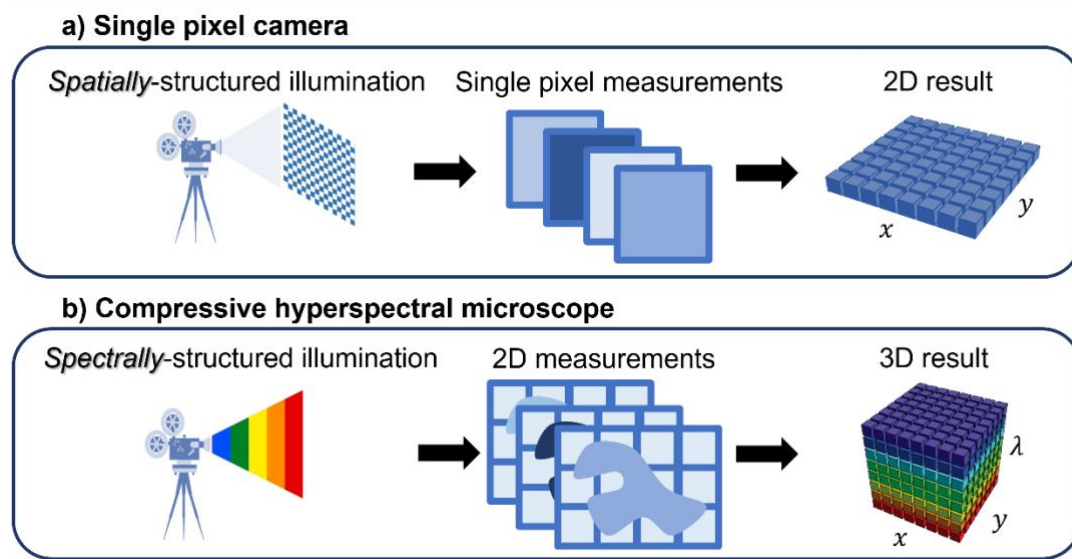 a) Single pixel camera
Spatially-structured illumination
Single pixel measurements
2D result
x
y
b) Compressive hyperspectral microscope
Spectrally-structured illumination
2D measurements
3D result
λ
y
x